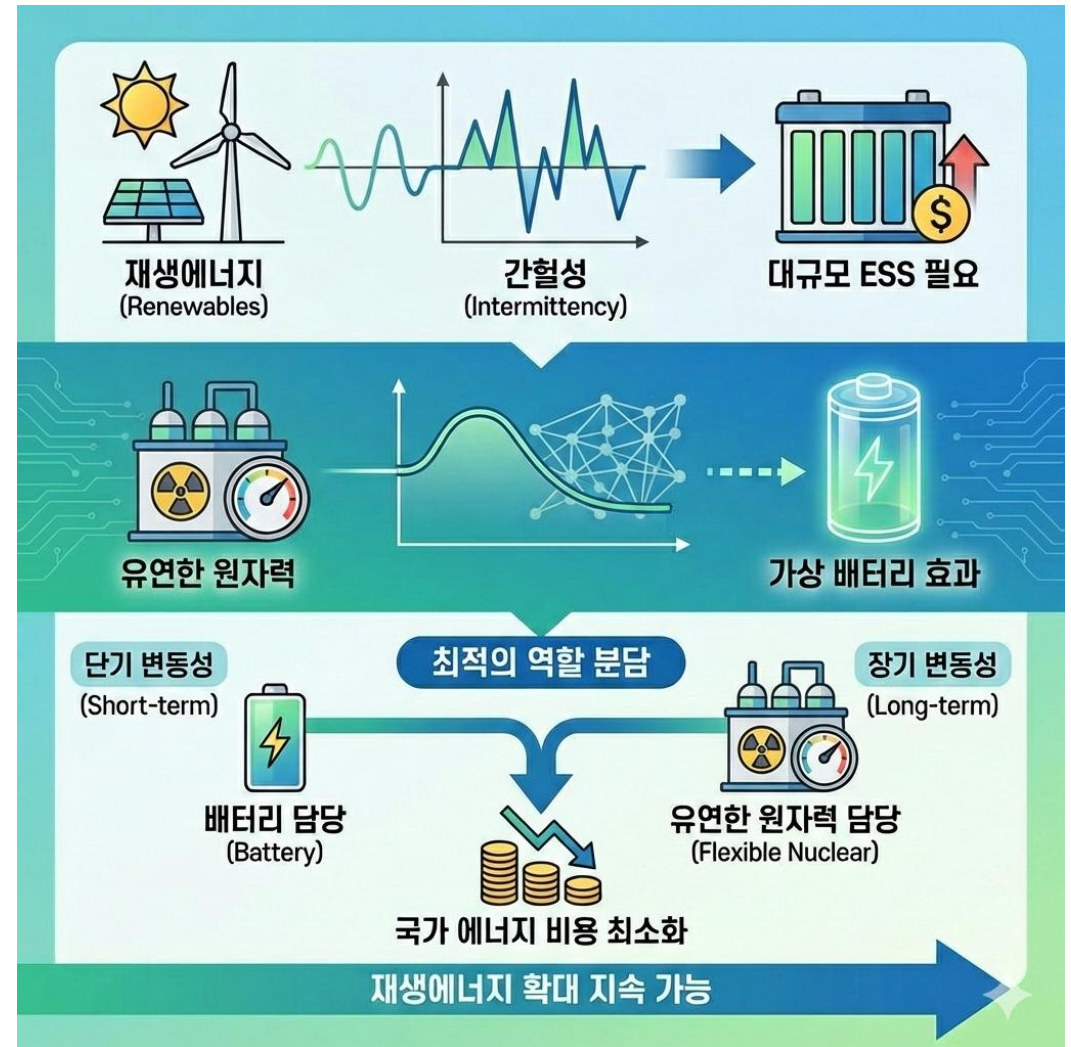 재생에너지
(Renewables)
간헐성
(Intermittency)
$
대규모 ESS 필요
유연한 원자력
가상 배터리 효과
최적의 역할 분담
단기 변동성
(Short-term)
장기 변동성
(Long-term)
배터리 담당
(Battery)
유연한 원자력 담당
(Flexible Nuclear)
국가 에너지 비용 최소화
재생에너지 확대 지속 가능